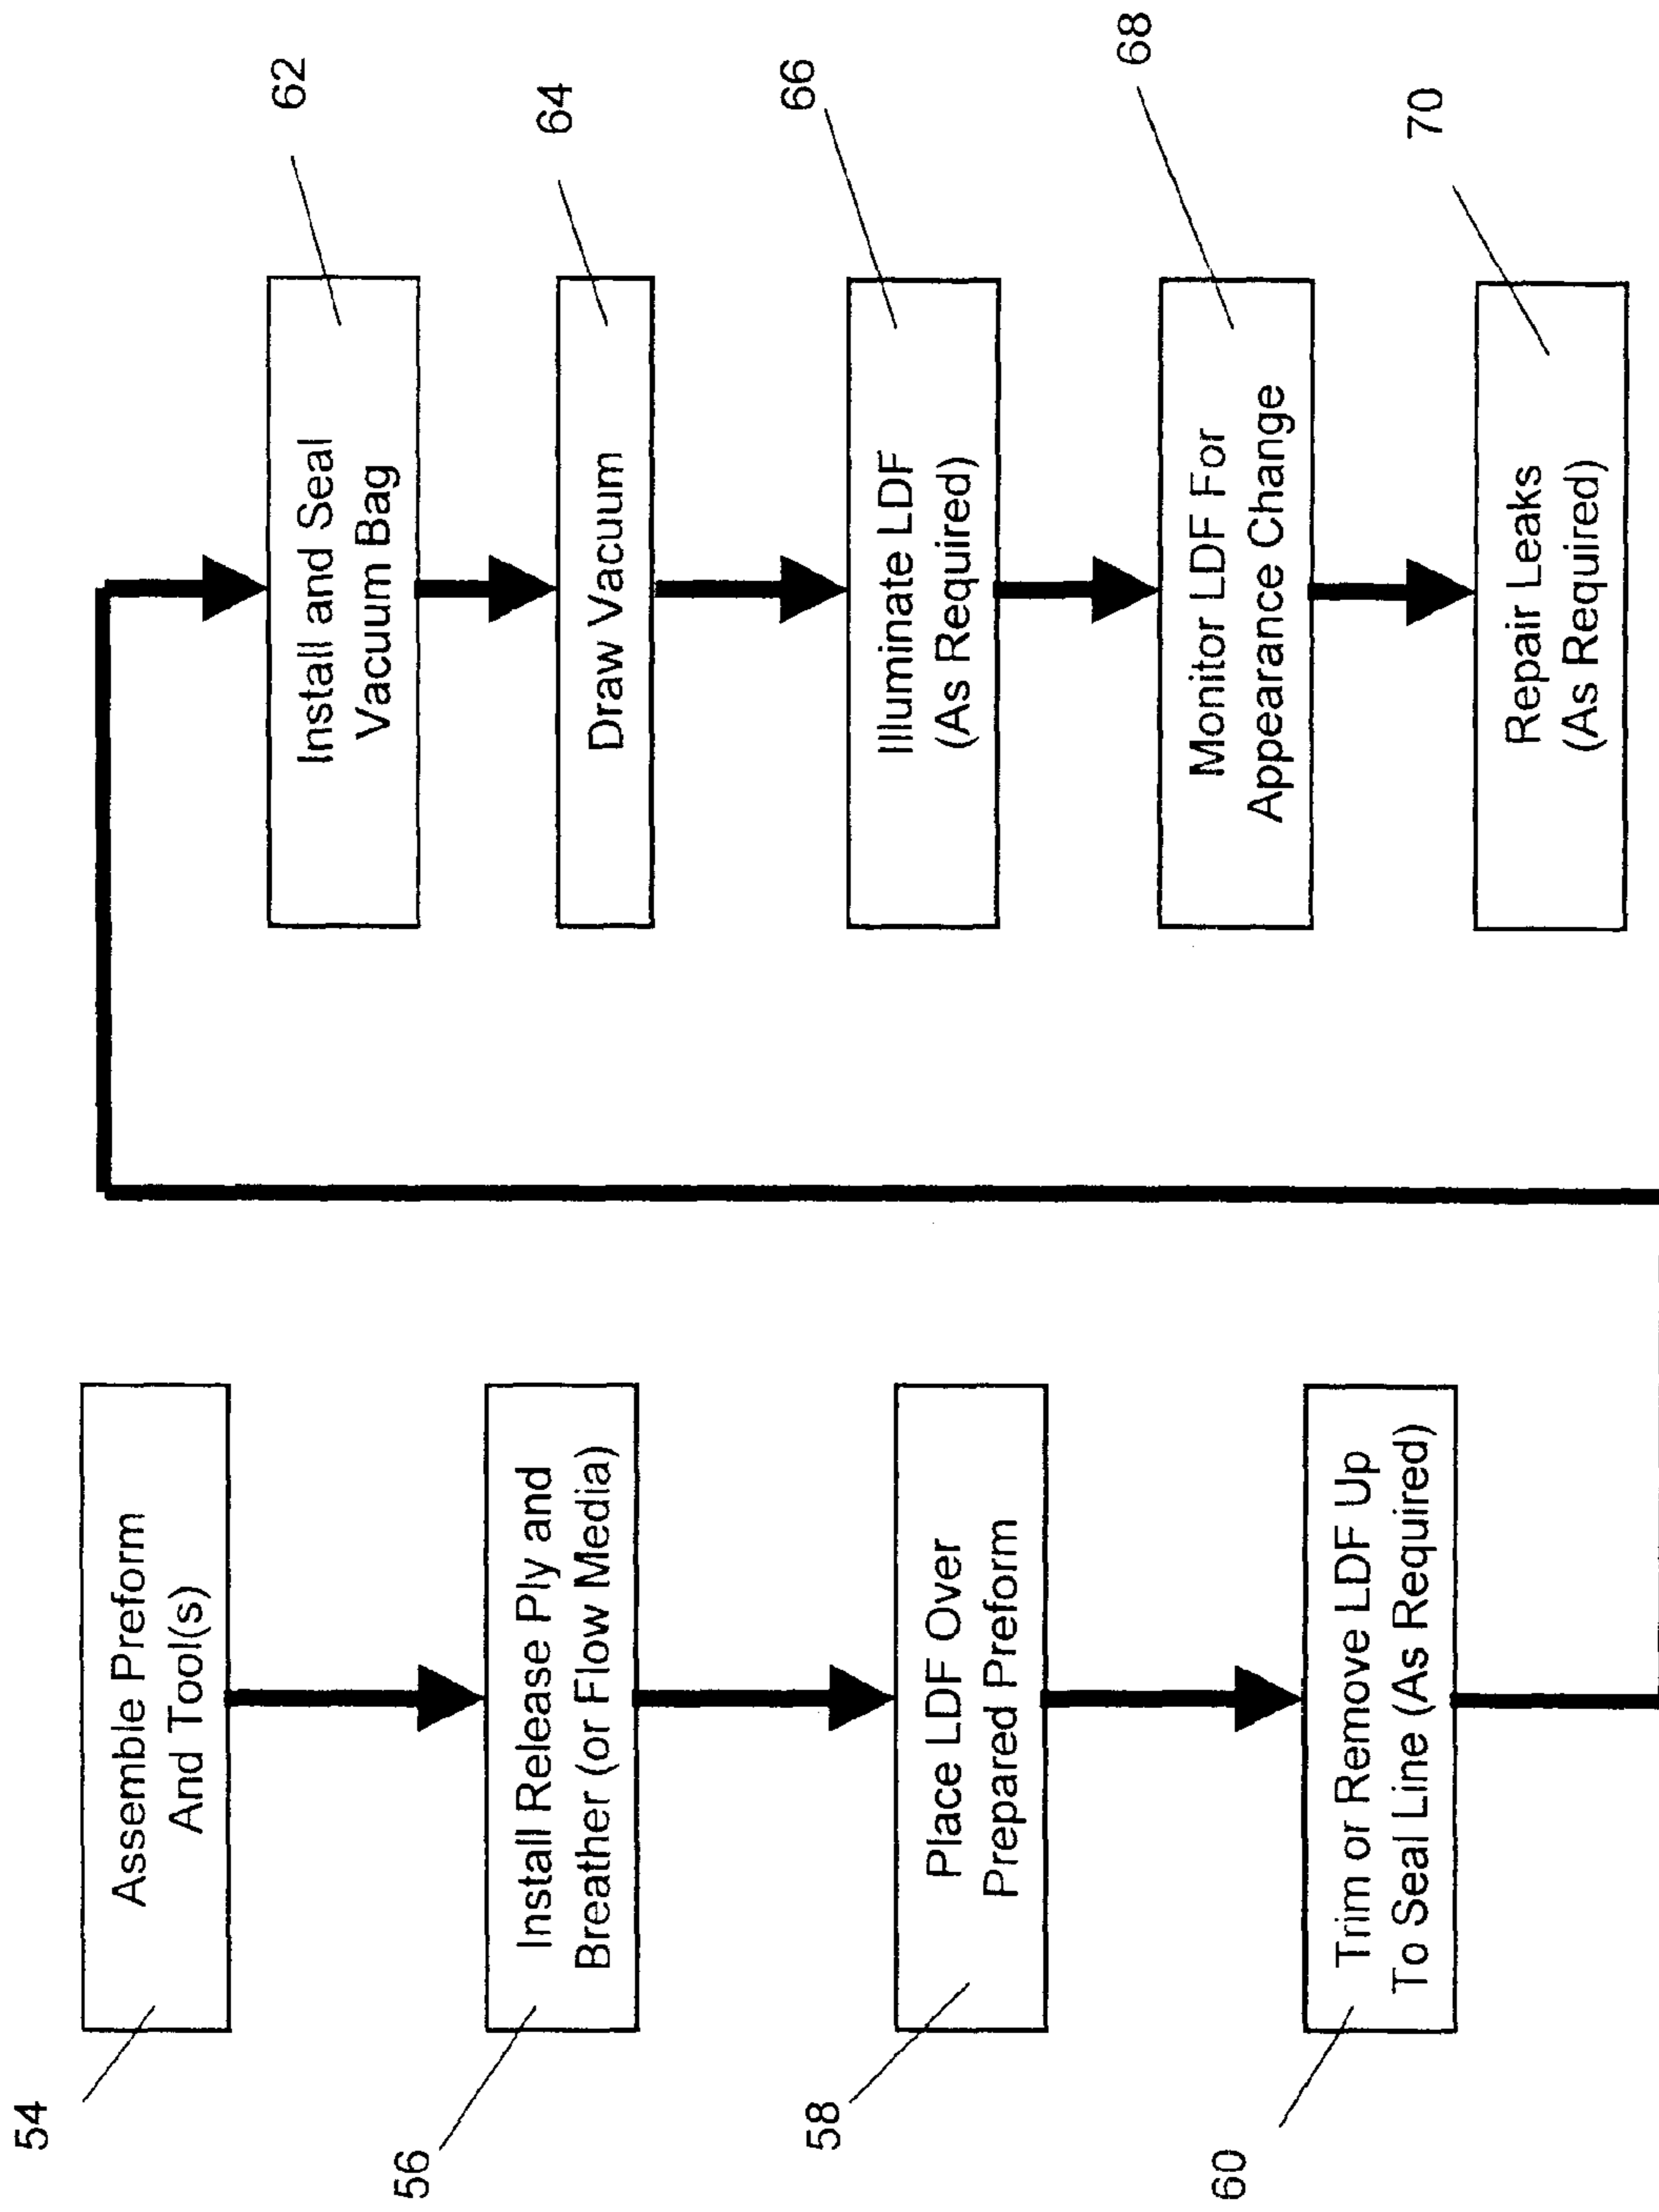 54
Assemble Preform
And Tool(s)
56
Install Release Ply and
Breather (or Flow Media)
58
Place LDF Over
Prepared Preform
60
Trim or Remove LDF Up
To Seal Line (As Required)
62
Install and Seal
Vacuum Bag
64
Draw Vacuum
66
Illuminate LDF
(As Required)
68
Monitor LDF For
Appearance Change
70
Repair Leaks
(As Required)